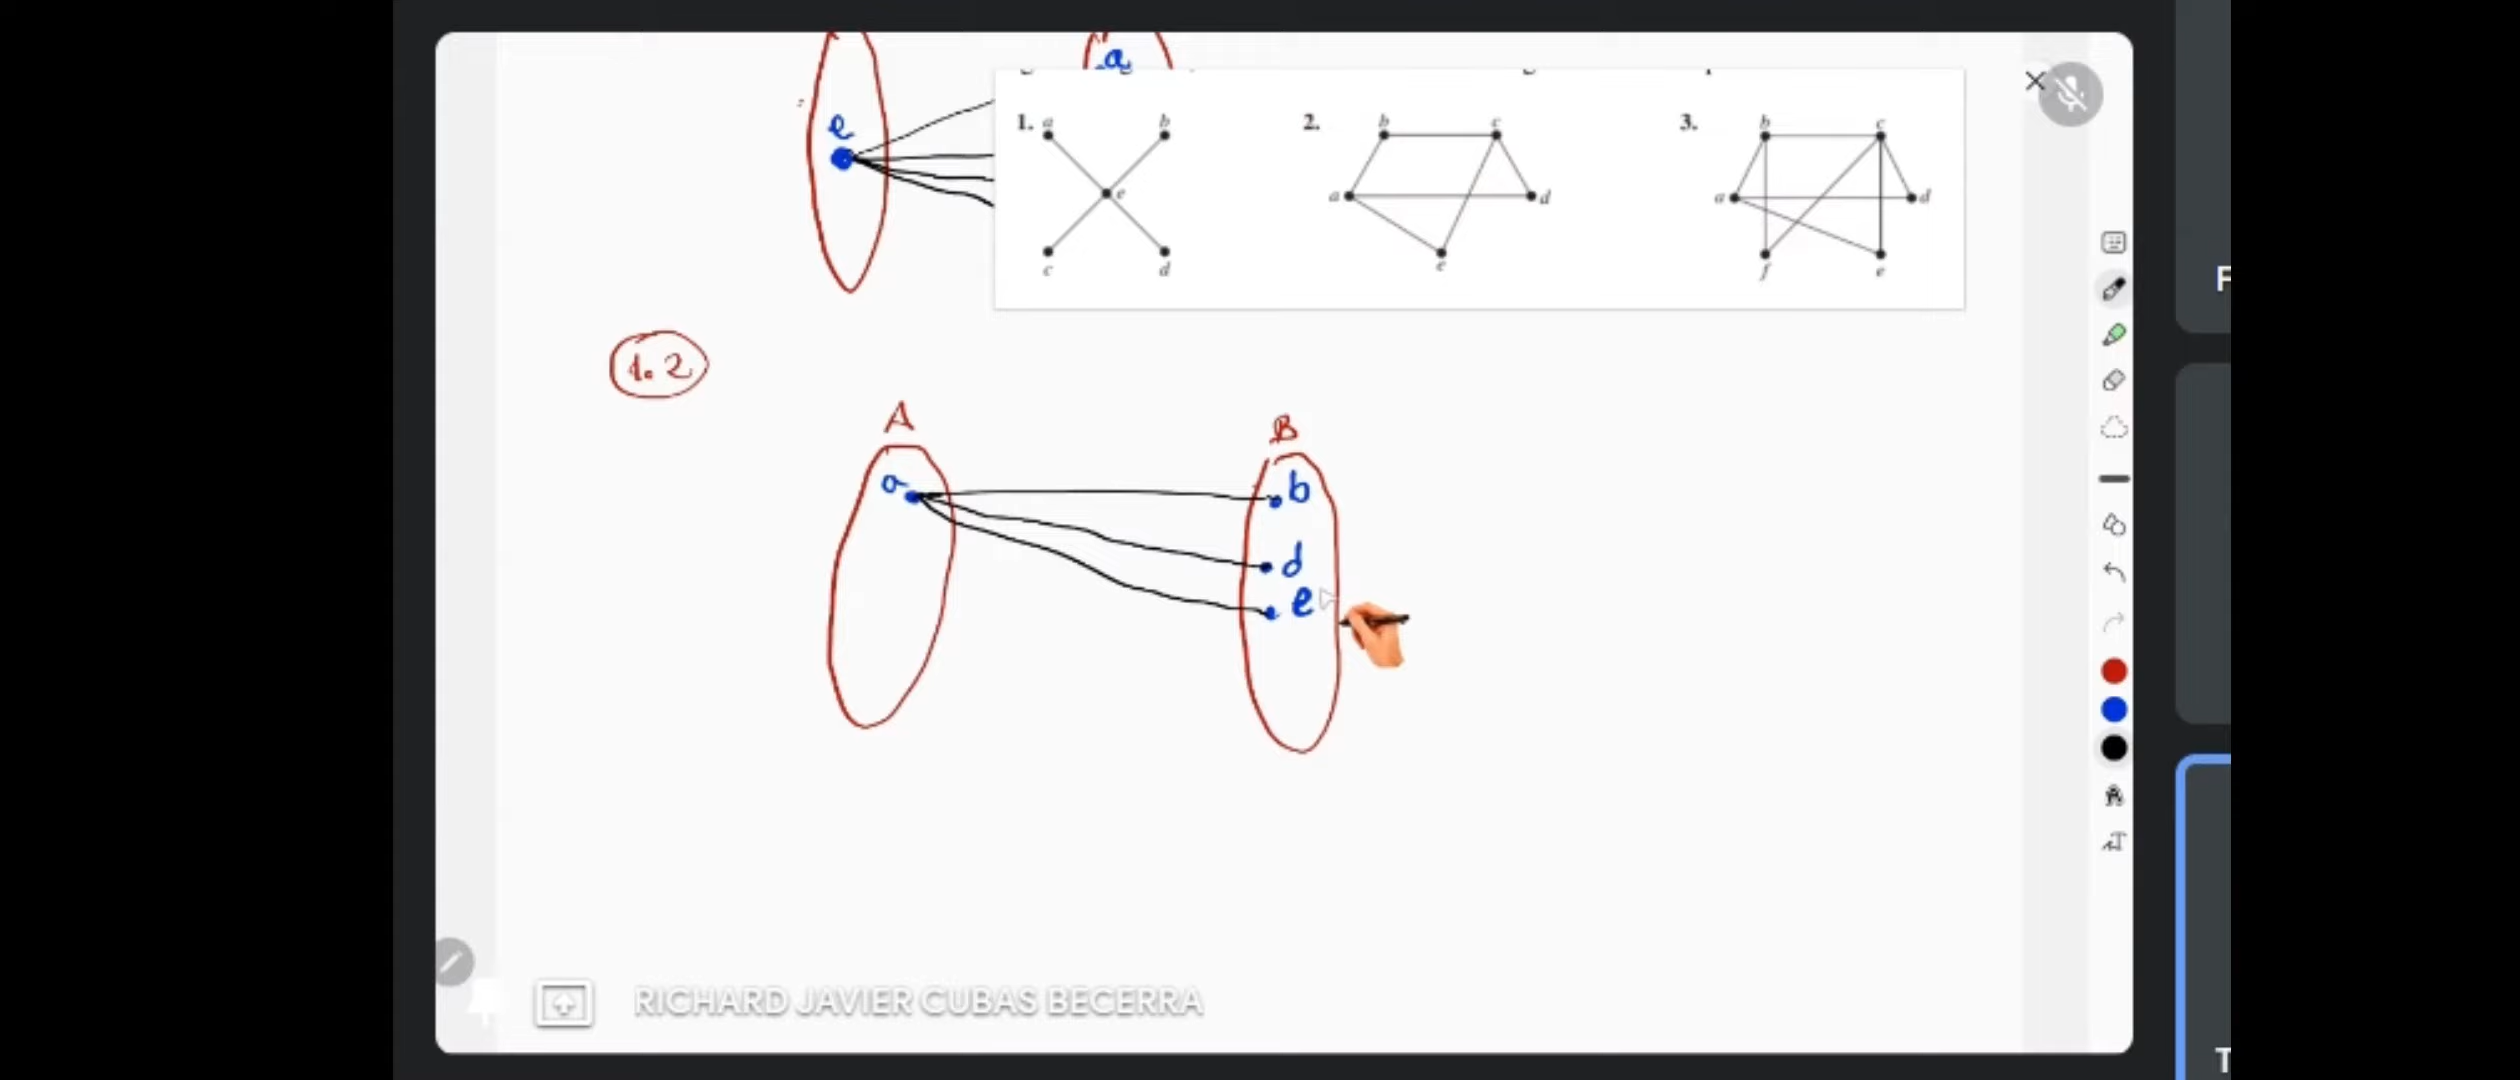 a
e
1. a b
e
c d
2. b c
a d
e
3. b c
a d
f e
1.2
A B
a b
d
e
RICHARD JAVIER CUBAS BECERRA
F
T